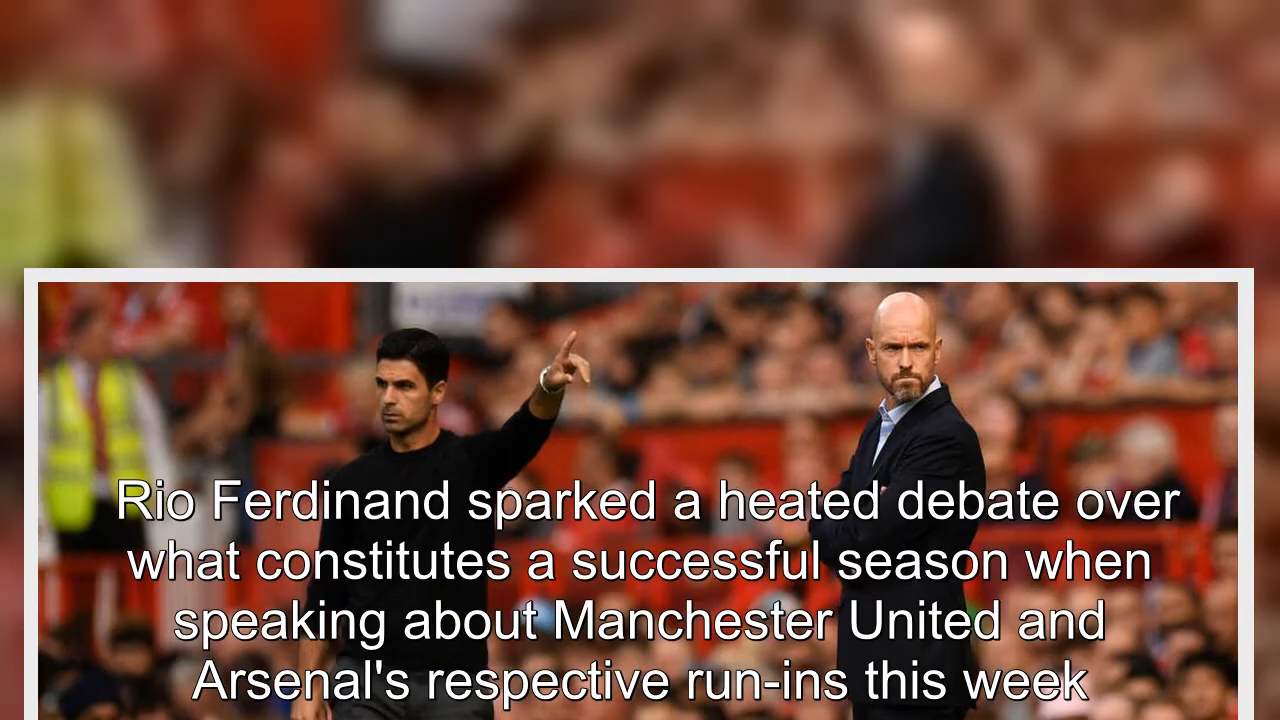 Rio Ferdinand sparked a heated debate over
what constitutes a successful season when
speaking about Manchester United and
Arsenal's respective run-ins this week